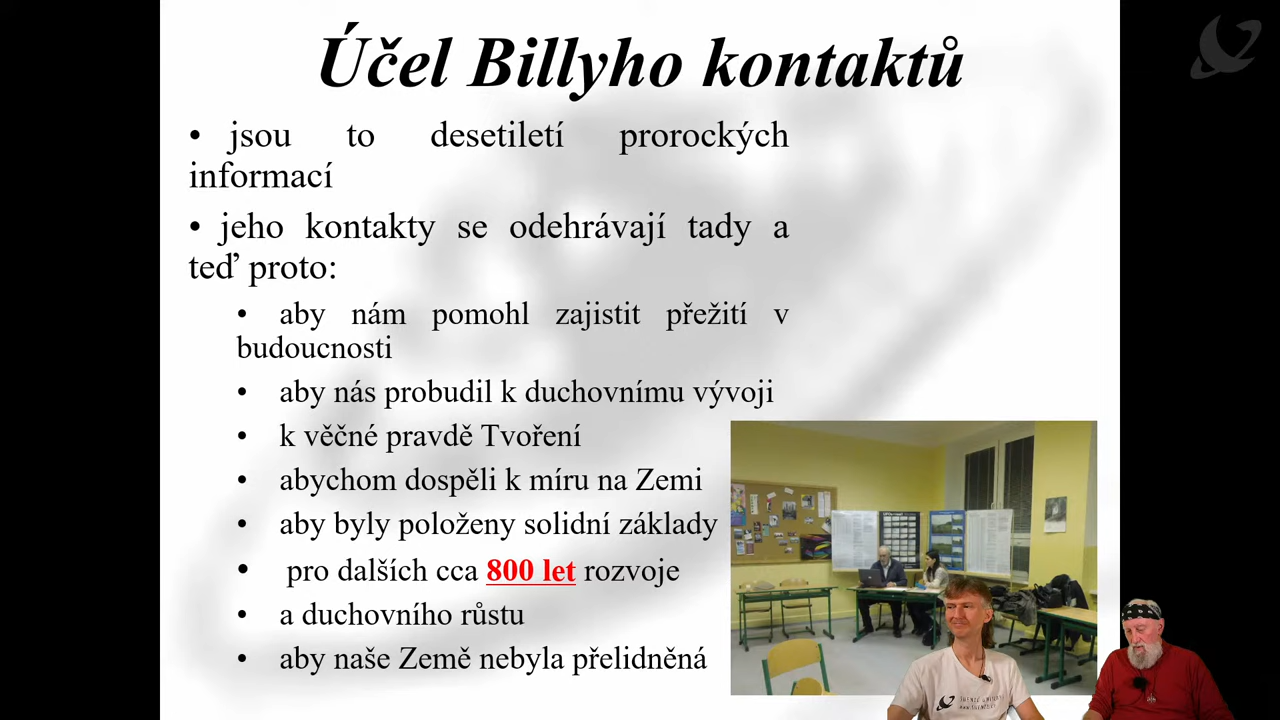 Účel Billyho kontaktů
• jsou to desetiletí prorockých
informací
• jeho kontakty se odehrávají tady a
teď proto:
• aby nám pomohl zajistit přežití v
budoucnosti
• aby nás probudil k duchovnímu vývoji
• k věčné pravdě Tvoření
• abychom dospěli k míru na Zemi
• aby byly položeny solidní základy
• pro dalších cca 800 let rozvoje
• a duchovního růstu
• aby naše Země nebyla přelidněná